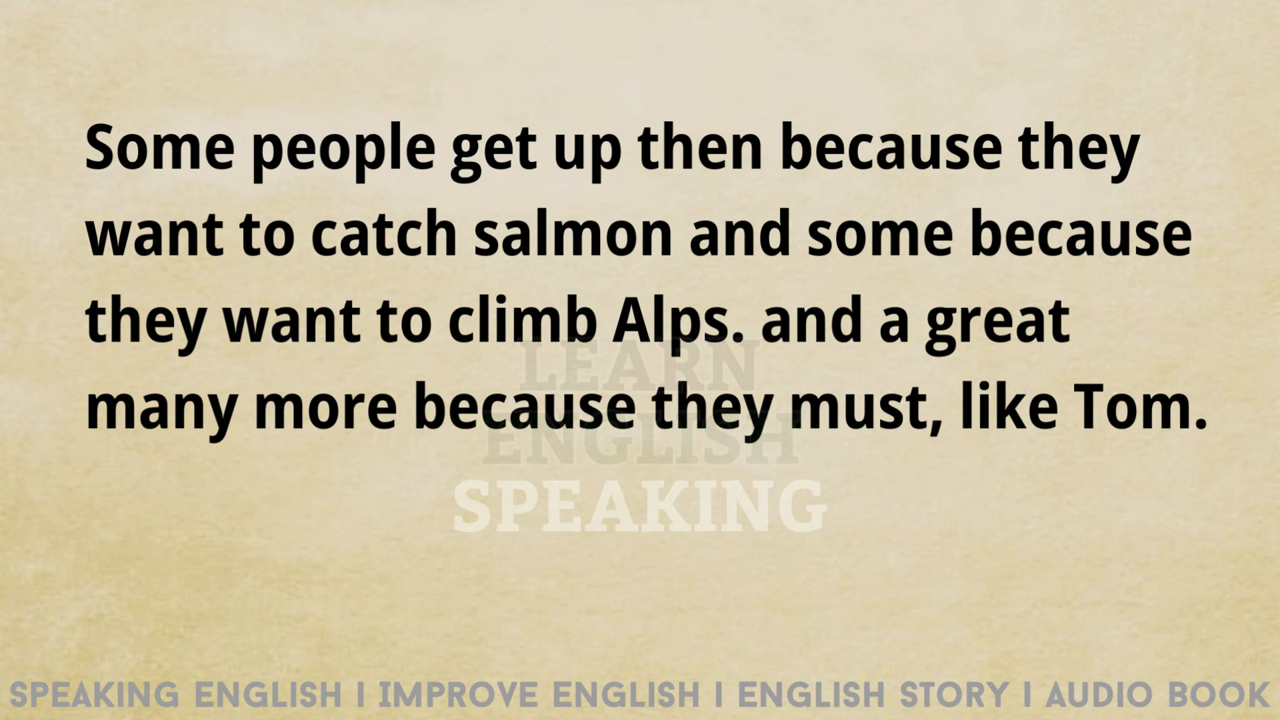 Some people get up then because they
want to catch salmon and some because
they want to climb Alps. and a great
many more because they must, like Tom.
LEARN
ENGLISH
SPEAKING
SPEAKING ENGLISH I IMPROVE ENGLISH I ENGLISH STORY I AUDIO BOOK